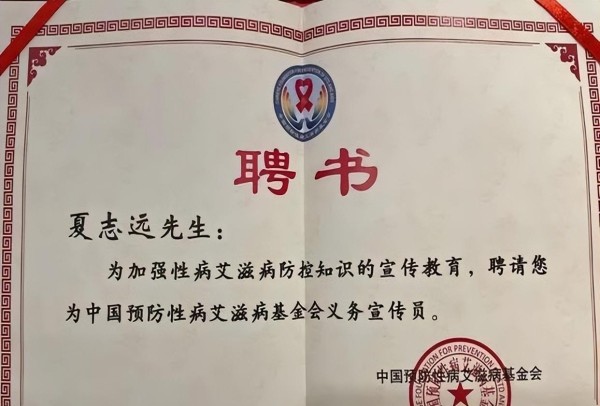 聘书
夏志远先生：
为加强性病艾滋病防控知识的宣传教育，聘请您
为中国预防性病艾滋病基金会义务宣传员。
中国预防性病艾滋病基金会